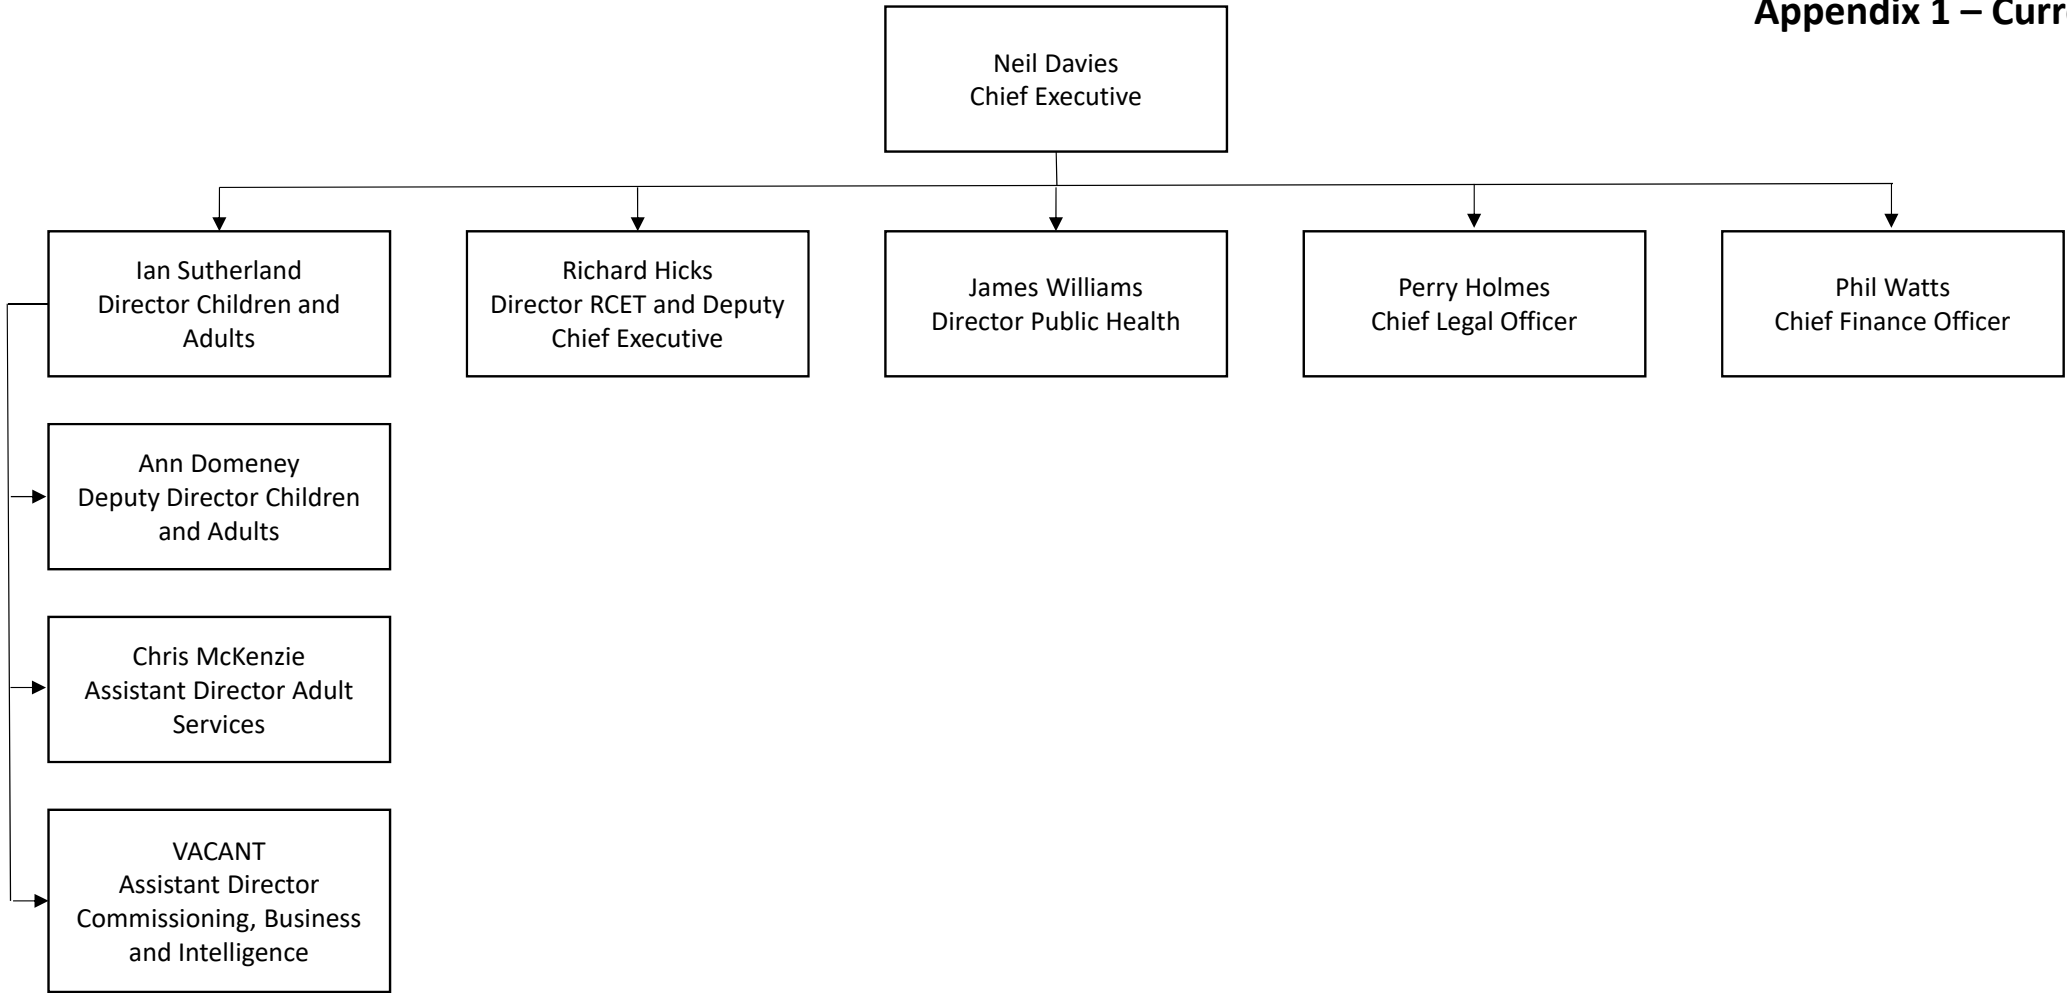 Appendix 1 –
Neil Davies
Chief Executive
Ian Sutherland
Director Children and
Adults
Richard Hicks
Director RCET and Deputy
Chief Executive
James Williams
Director Public Health
Perry Holmes
Chief Legal Officer
Phil Watts
Chief Finance Officer
Ann Domeney
Deputy Director Children
and Adults
Chris McKenzie
Assistant Director Adult
Services
VACANT
Assistant Director
Commissioning, Business
and Intelligence